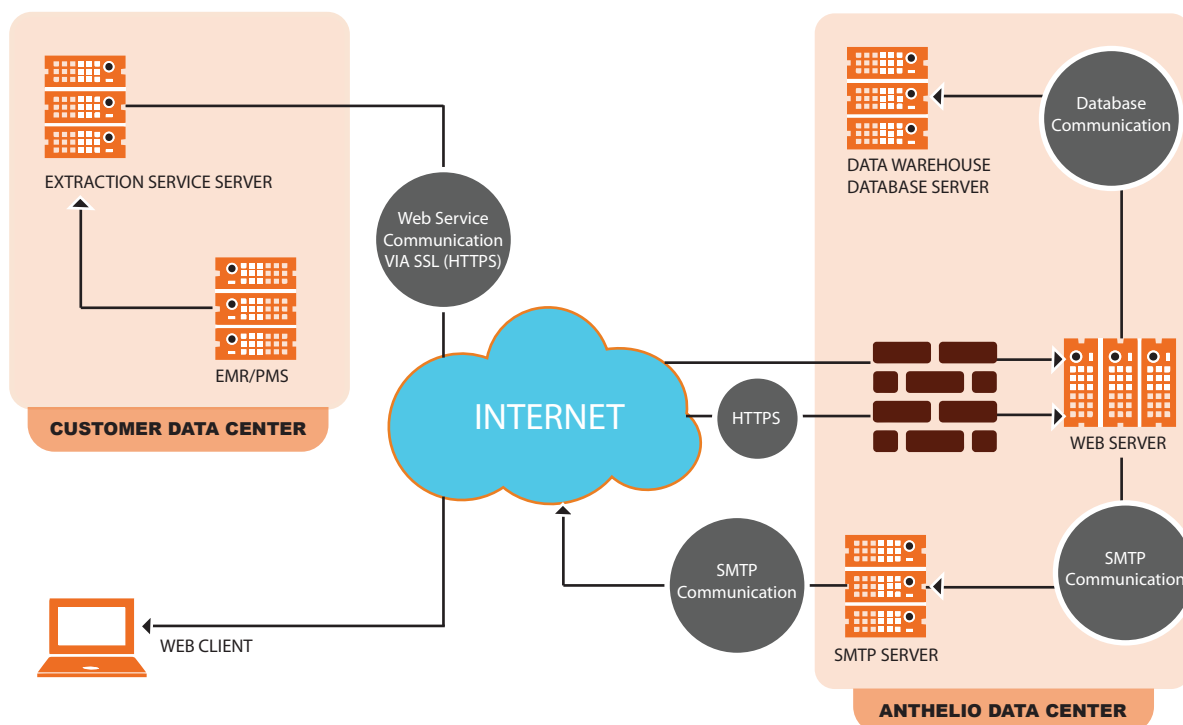 EXTRACTION SERVICE SERVER
EMR/PMS
CUSTOMER DATA CENTER
Web Service
Communication
VIA SSL (HTTPS)
INTERNET
HTTPS
WEB CLIENT
DATA WAREHOUSE
DATABASE SERVER
Database
Communication
WEB SERVER
SMTP
Communication
SMTP
Communication
SMTP SERVER
ANTHELIO DATA CENTER